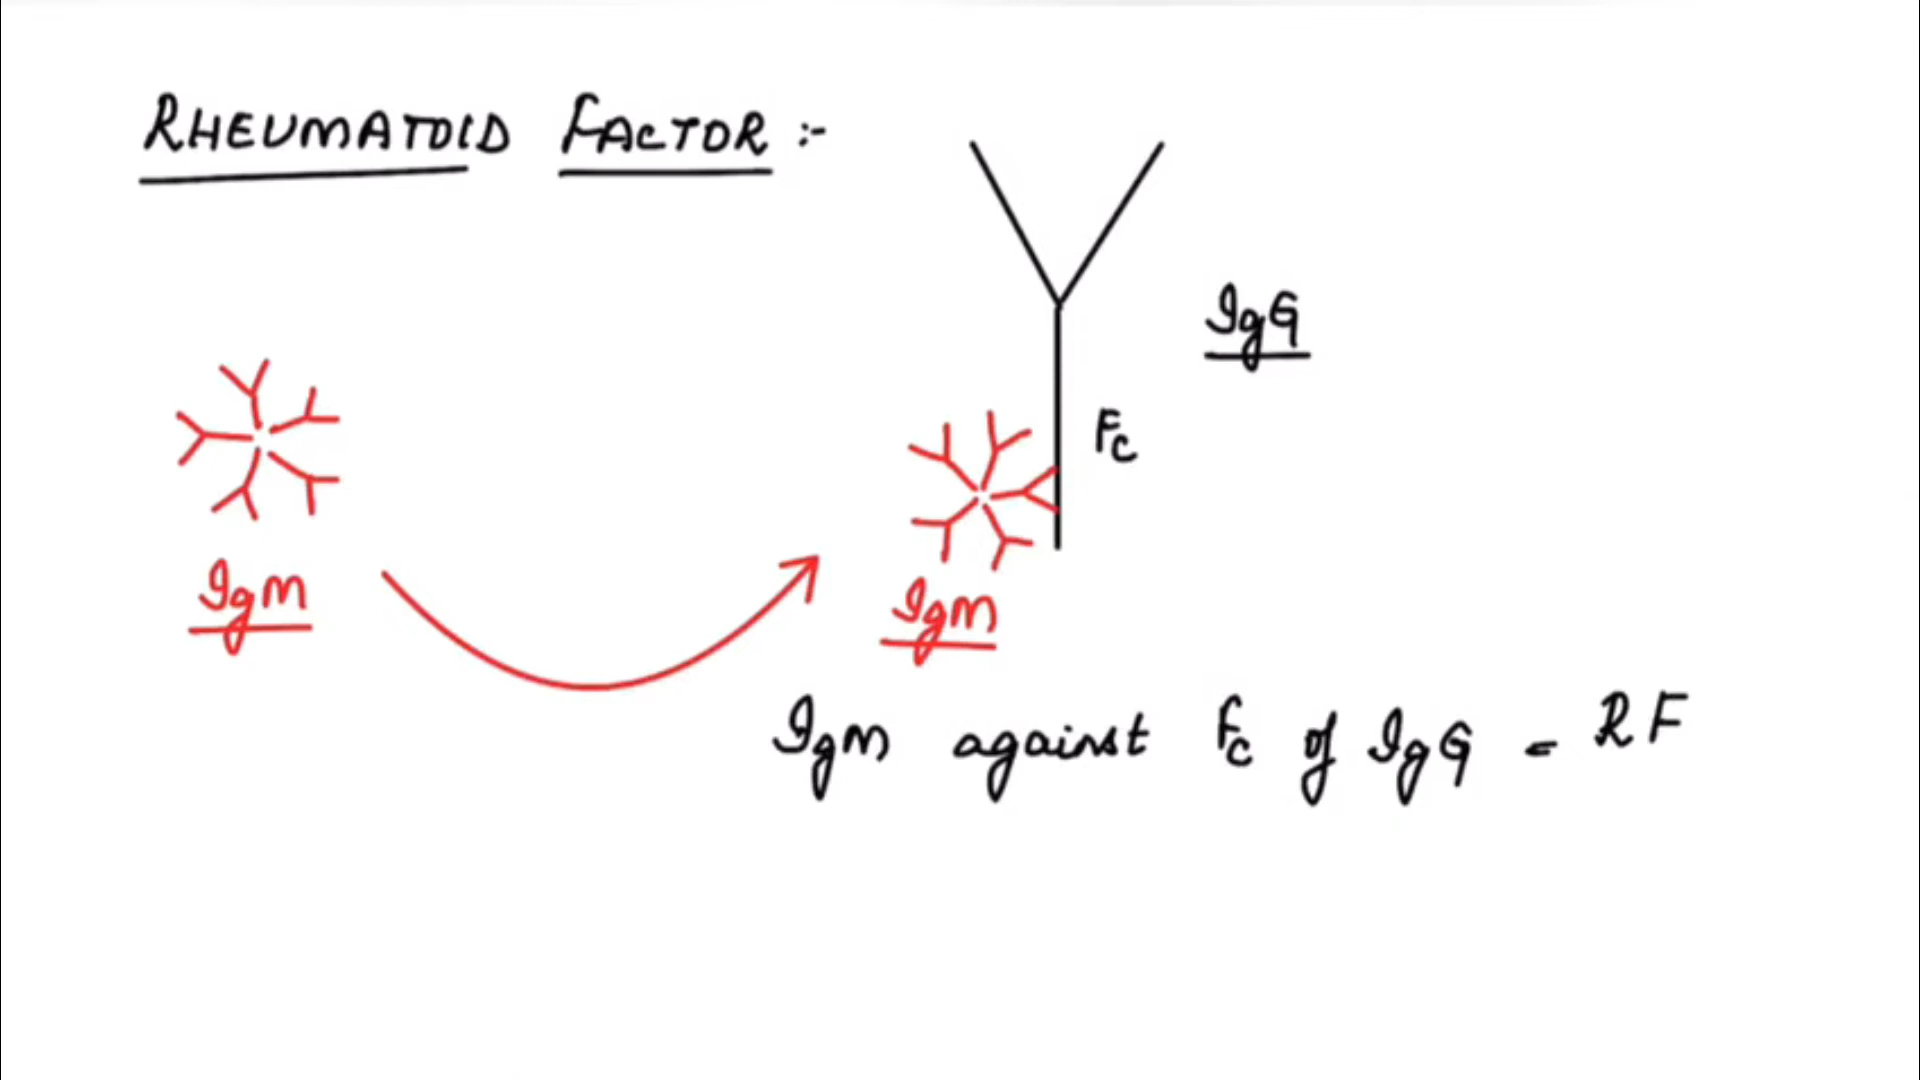 RHEUMATOID FACTOR :-
IgG
Fc
IgM
IgM
IgM against Fc of IgG = RF